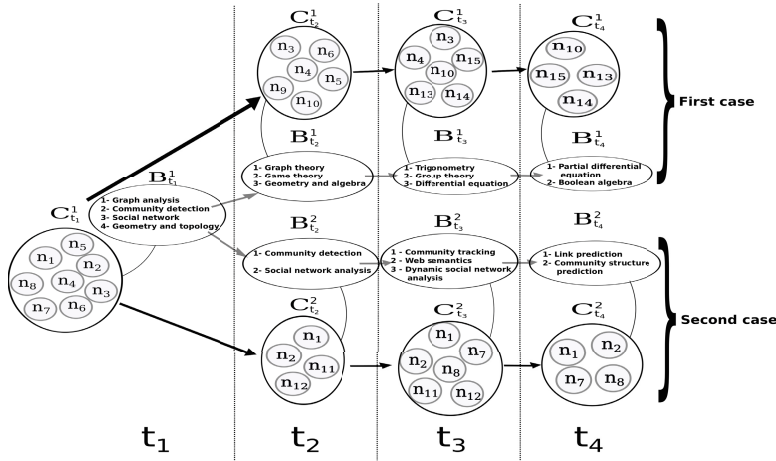 C¹ₜ₂
n₃
n₆
n₄
n₅
n₉
n₁₀
C¹ₜ₃
n₃
n₄
n₁₅
n₁₀
n₁₃
n₁₄
C¹ₜ₄
n₁₀
n₁₅
n₁₃
n₁₄
First case
B¹ₜ₂
1- Graph theory
2- Game theory
3- Geometry and algebra
B¹ₜ₃
1- Trigonometry
2- Group theory
3- Differential equation
B¹ₜ₄
1- Partial differential
equation
2- Boolean algebra
B¹ₜ₁
1- Graph analysis
2- Community detection
3- Social network
4- Geometry and topology
C¹ₜ₁
n₅
n₁
n₂
n₈
n₄
n₃
n₇
n₆
B²ₜ₂
1- Community detection
2- Social network analysis
B²ₜ₃
1 - Community tracking
2 - Web semantics
3 - Dynamic social network
analysis
B²ₜ₄
1- Link prediction
2- Community structure
prediction
C²ₜ₂
n₁
n₂
n₁₁
n₁₂
C²ₜ₃
n₁
n₇
n₂
n₈
n₁₁
n₁₂
C²ₜ₄
n₁
n₂
n₇
n₈
Second case
t₁
t₂
t₃
t₄